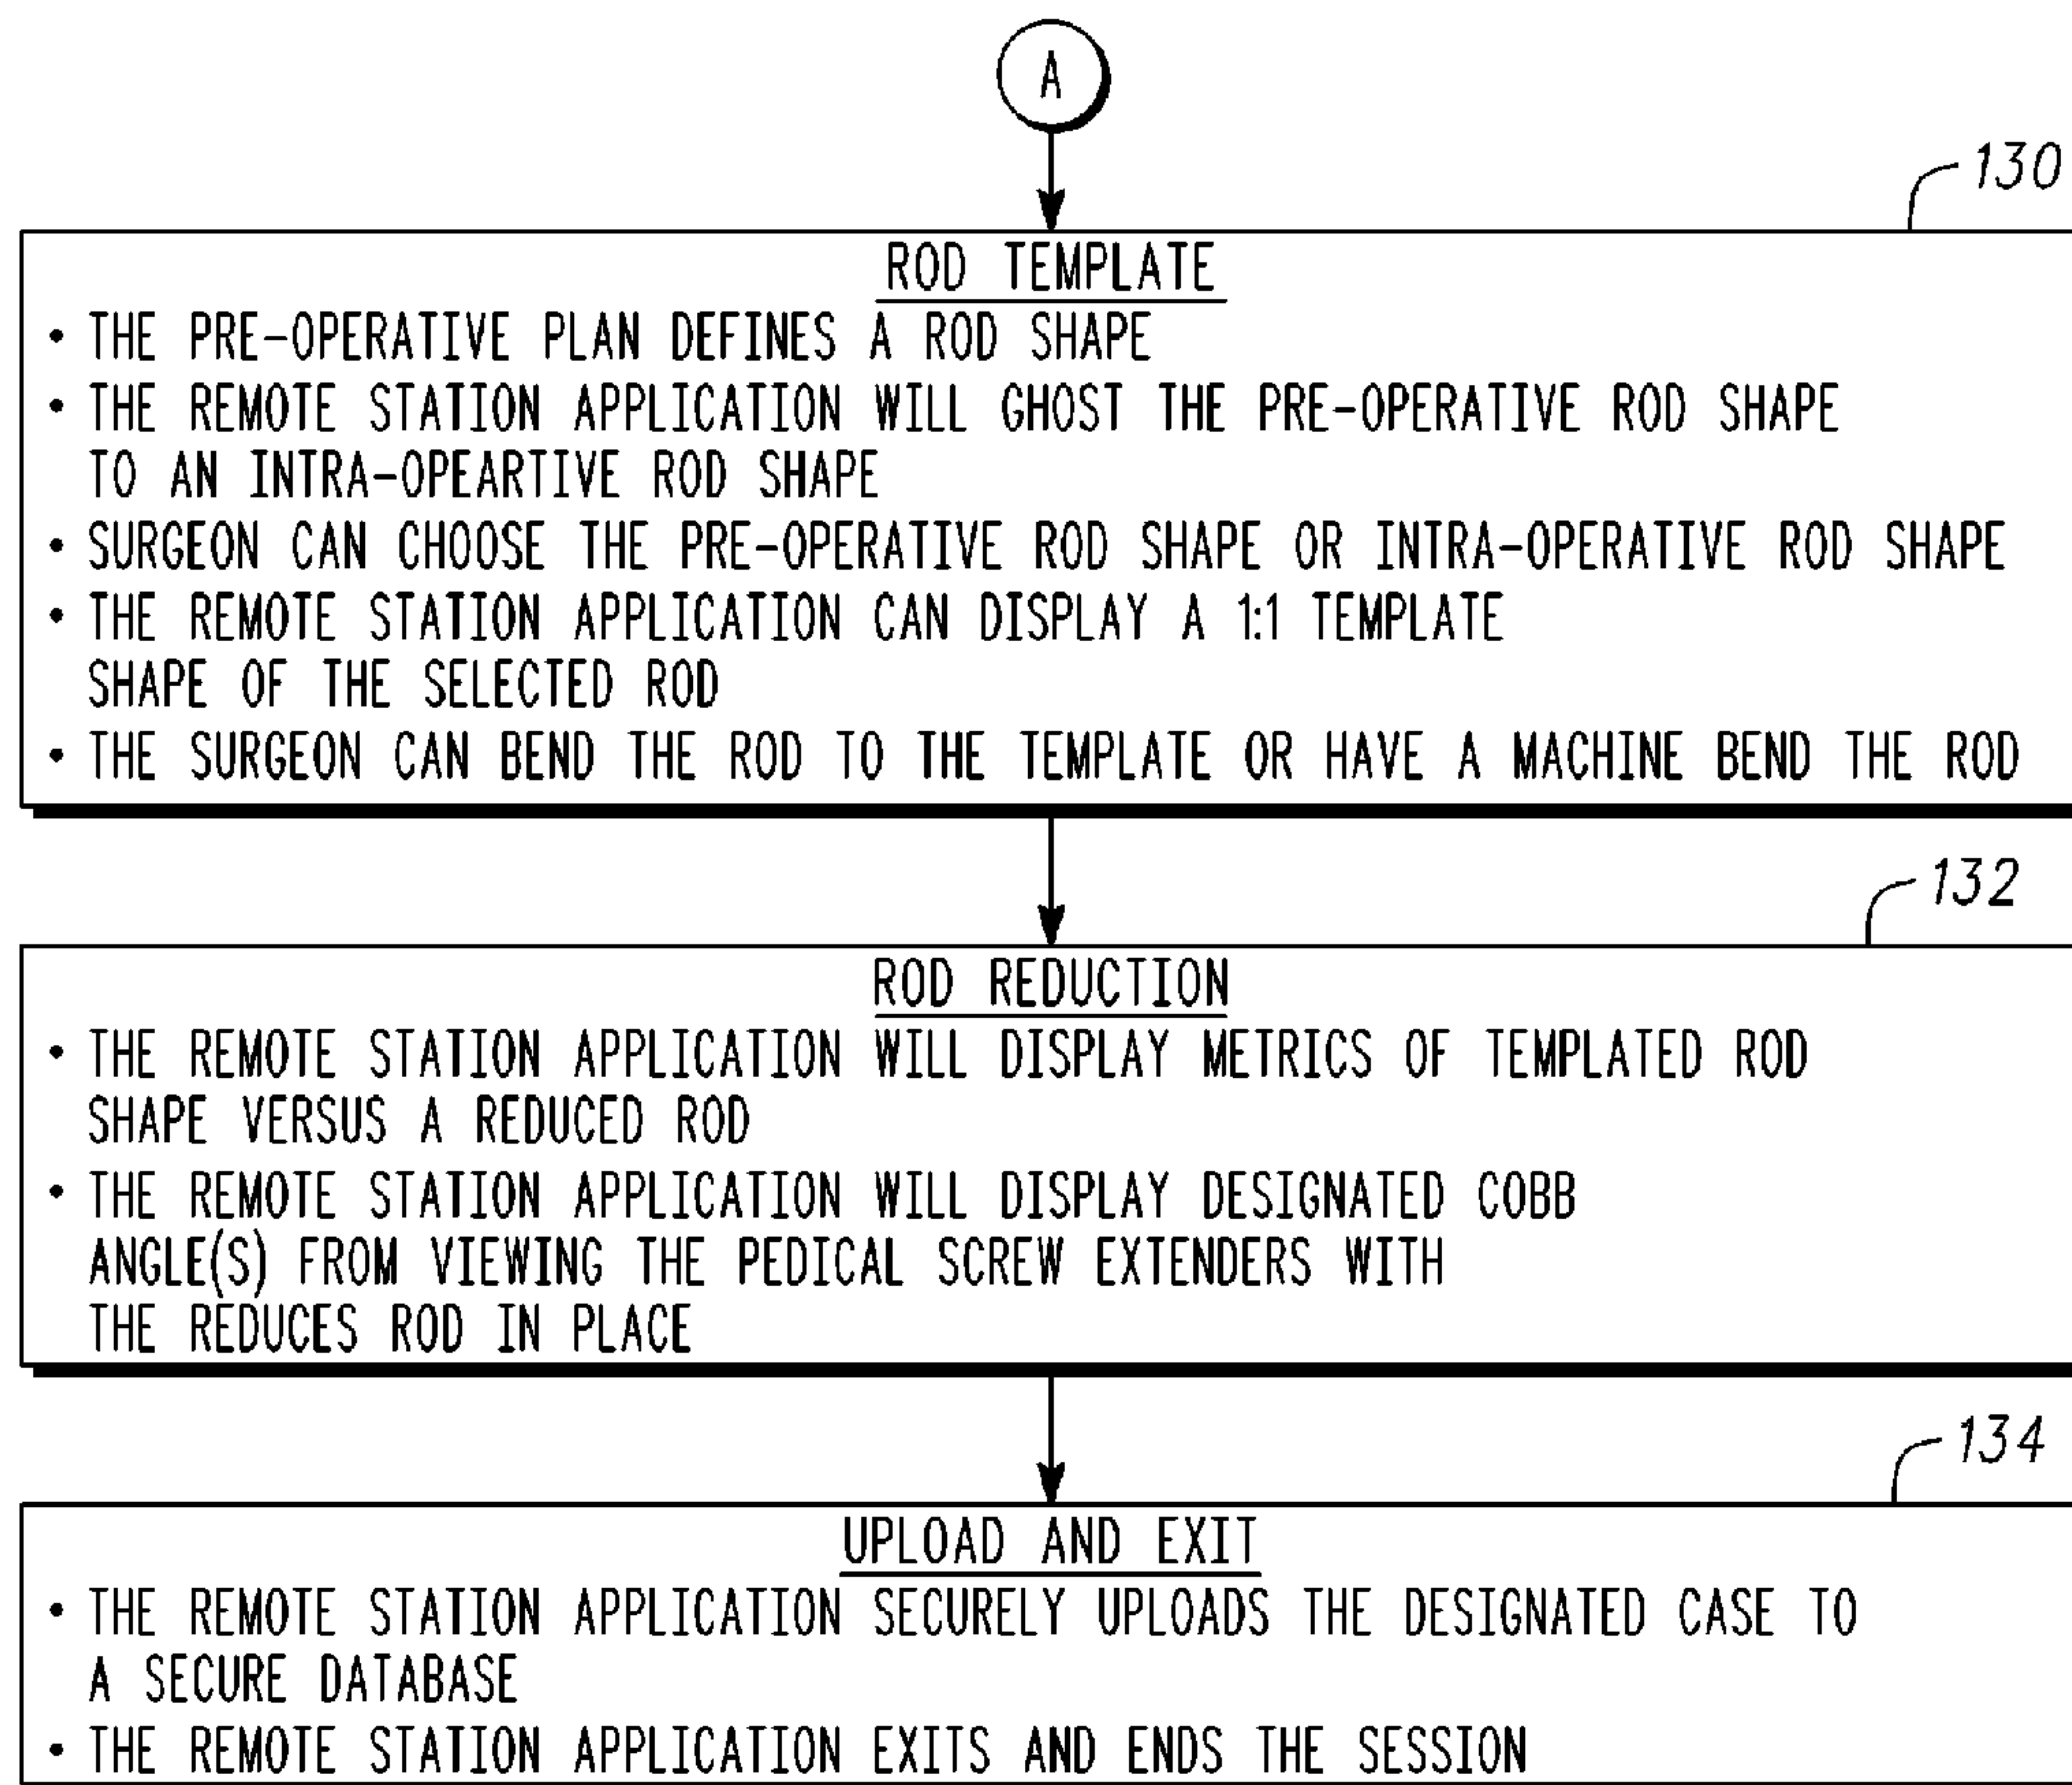 A
130
ROD TEMPLATE
• THE PRE-OPERATIVE PLAN DEFINES A ROD SHAPE
• THE REMOTE STATION APPLICATION WILL GHOST THE PRE-OPERATIVE ROD SHAPE
TO AN INTRA-OPEARTIVE ROD SHAPE
• SURGEON CAN CHOOSE THE PRE-OPERATIVE ROD SHAPE OR INTRA-OPERATIVE ROD SHAPE
• THE REMOTE STATION APPLICATION CAN DISPLAY A 1:1 TEMPLATE
SHAPE OF THE SELECTED ROD
• THE SURGEON CAN BEND THE ROD TO THE TEMPLATE OR HAVE A MACHINE BEND THE ROD
132
ROD REDUCTION
• THE REMOTE STATION APPLICATION WILL DISPLAY METRICS OF TEMPLATED ROD
SHAPE VERSUS A REDUCED ROD
• THE REMOTE STATION APPLICATION WILL DISPLAY DESIGNATED COBB
ANGLE(S) FROM VIEWING THE PEDICAL SCREW EXTENDERS WITH
THE REDUCES ROD IN PLACE
134
UPLOAD AND EXIT
• THE REMOTE STATION APPLICATION SECURELY UPLOADS THE DESIGNATED CASE TO
A SECURE DATABASE
• THE REMOTE STATION APPLICATION EXITS AND ENDS THE SESSION